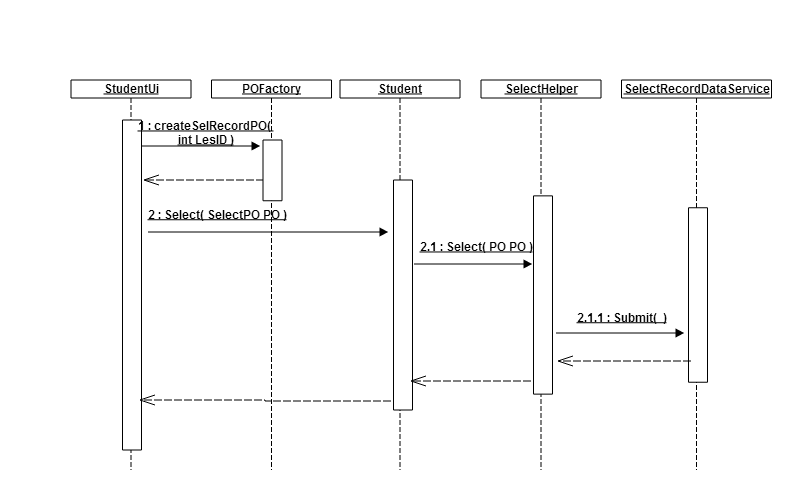 StudentUi
POFactory
Student
SelectHelper
SelectRecordDataService
1 : createSelRecordPO(
int LesID )
2 : Select( SelectPO PO )
2.1 : Select( PO PO )
2.1.1 : Submit( )